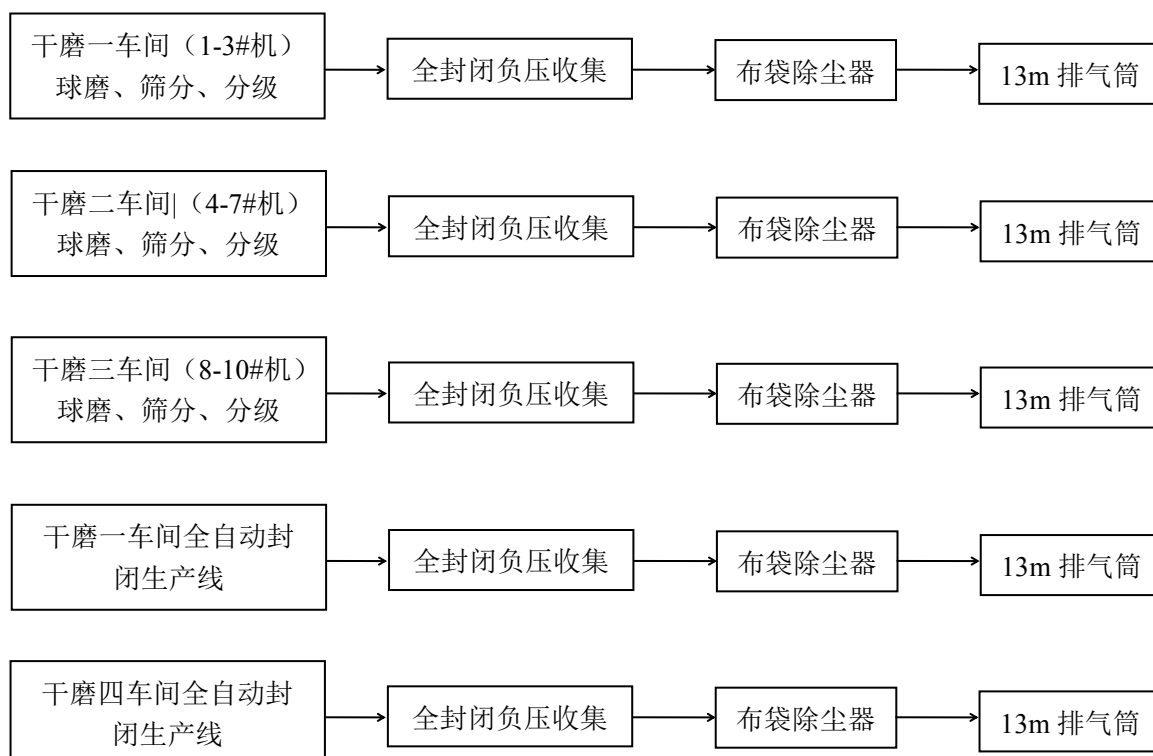 干磨一车间（1-3#机）
球磨、筛分、分级
全封闭负压收集
布袋除尘器
13m 排气筒
干磨二车间|（4-7#机）
球磨、筛分、分级
全封闭负压收集
布袋除尘器
13m 排气筒
干磨三车间（8-10#机）
球磨、筛分、分级
全封闭负压收集
布袋除尘器
13m 排气筒
干磨一车间全自动封
闭生产线
全封闭负压收集
布袋除尘器
13m 排气筒
干磨四车间全自动封
闭生产线
全封闭负压收集
布袋除尘器
13m 排气筒